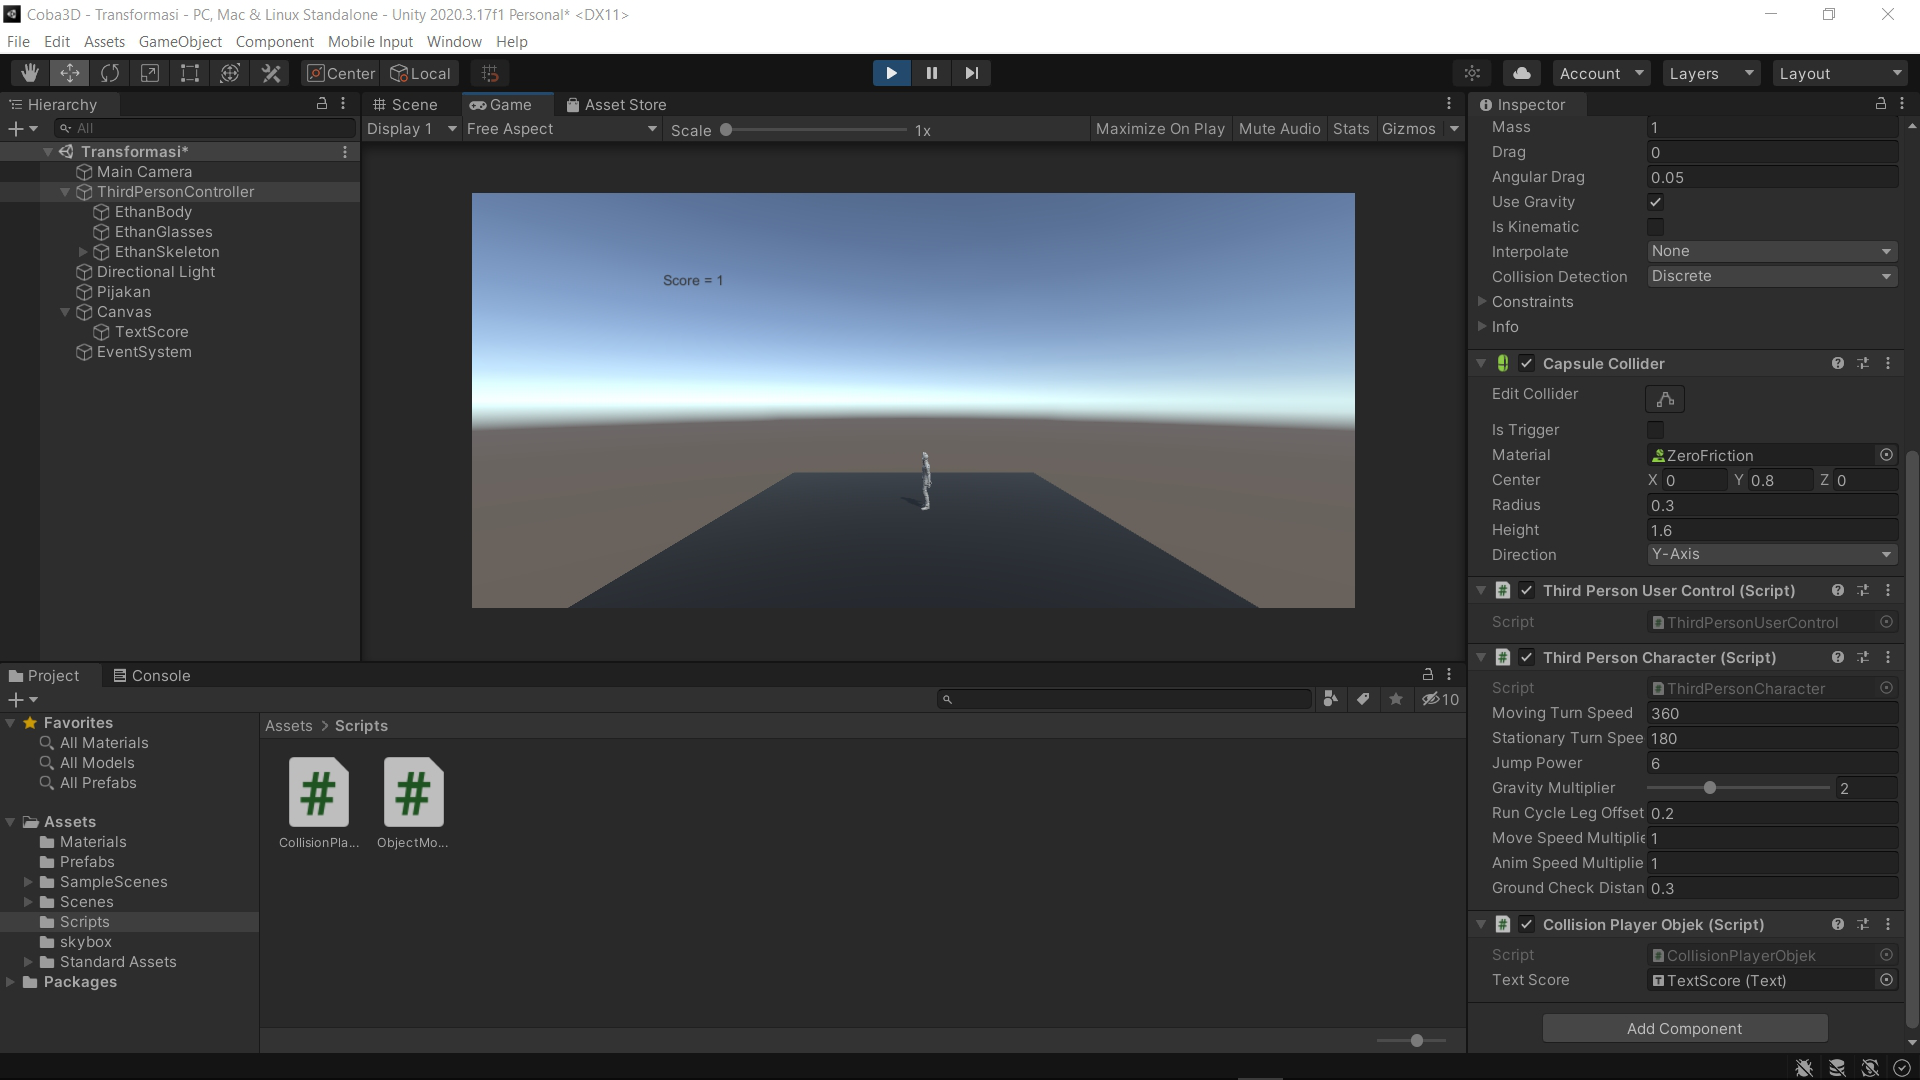 Coba3D - Transformasi - PC, Mac & Linux Standalone - Unity 2020.3.17f1 Personal* <DX11>
File Edit Assets GameObject Component Mobile Input Window Help
Center Local Account Layers Layout
Hierarchy
All
Transformasi*
Main Camera
ThirdPersonController
EthanBody
EthanGlasses
EthanSkeleton
Directional Light
Pijakan
Canvas
TextScore
EventSystem
Scene Game Asset Store
Display 1 Free Aspect Scale 1x Maximize On Play Mute Audio Stats Gizmos
Score = 1
Project Console
10
Favorites
All Materials
All Models
All Prefabs
Assets
Materials
Prefabs
SampleScenes
Scenes
Scripts
skybox
Standard Assets
Packages
Assets > Scripts
CollisionPla... ObjectMo...
Inspector
Mass 1
Drag 0
Angular Drag 0.05
Use Gravity
Is Kinematic
Interpolate None
Collision Detection Discrete
Constraints
Info
Capsule Collider
Edit Collider
Is Trigger
Material ZeroFriction
Center X 0 Y 0.8 Z 0
Radius 0.3
Height 1.6
Direction Y-Axis
Third Person User Control (Script)
Script ThirdPersonUserControl
Third Person Character (Script)
Script ThirdPersonCharacter
Moving Turn Speed 360
Stationary Turn Spee 180
Jump Power 6
Gravity Multiplier 2
Run Cycle Leg Offset 0.2
Move Speed Multiplie 1
Anim Speed Multiplie 1
Ground Check Distan 0.3
Collision Player Objek (Script)
Script CollisionPlayerObjek
Text Score TextScore (Text)
Add Component